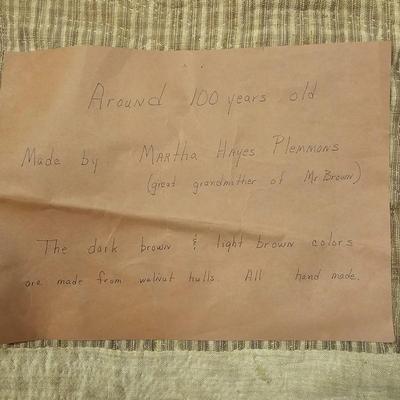 Around 100 years old
Made by Martha Hayes Plemmons
(great grandmother of Mr Brown)
The dark brown & light brown colors
are made from walnut hulls. All hand made.